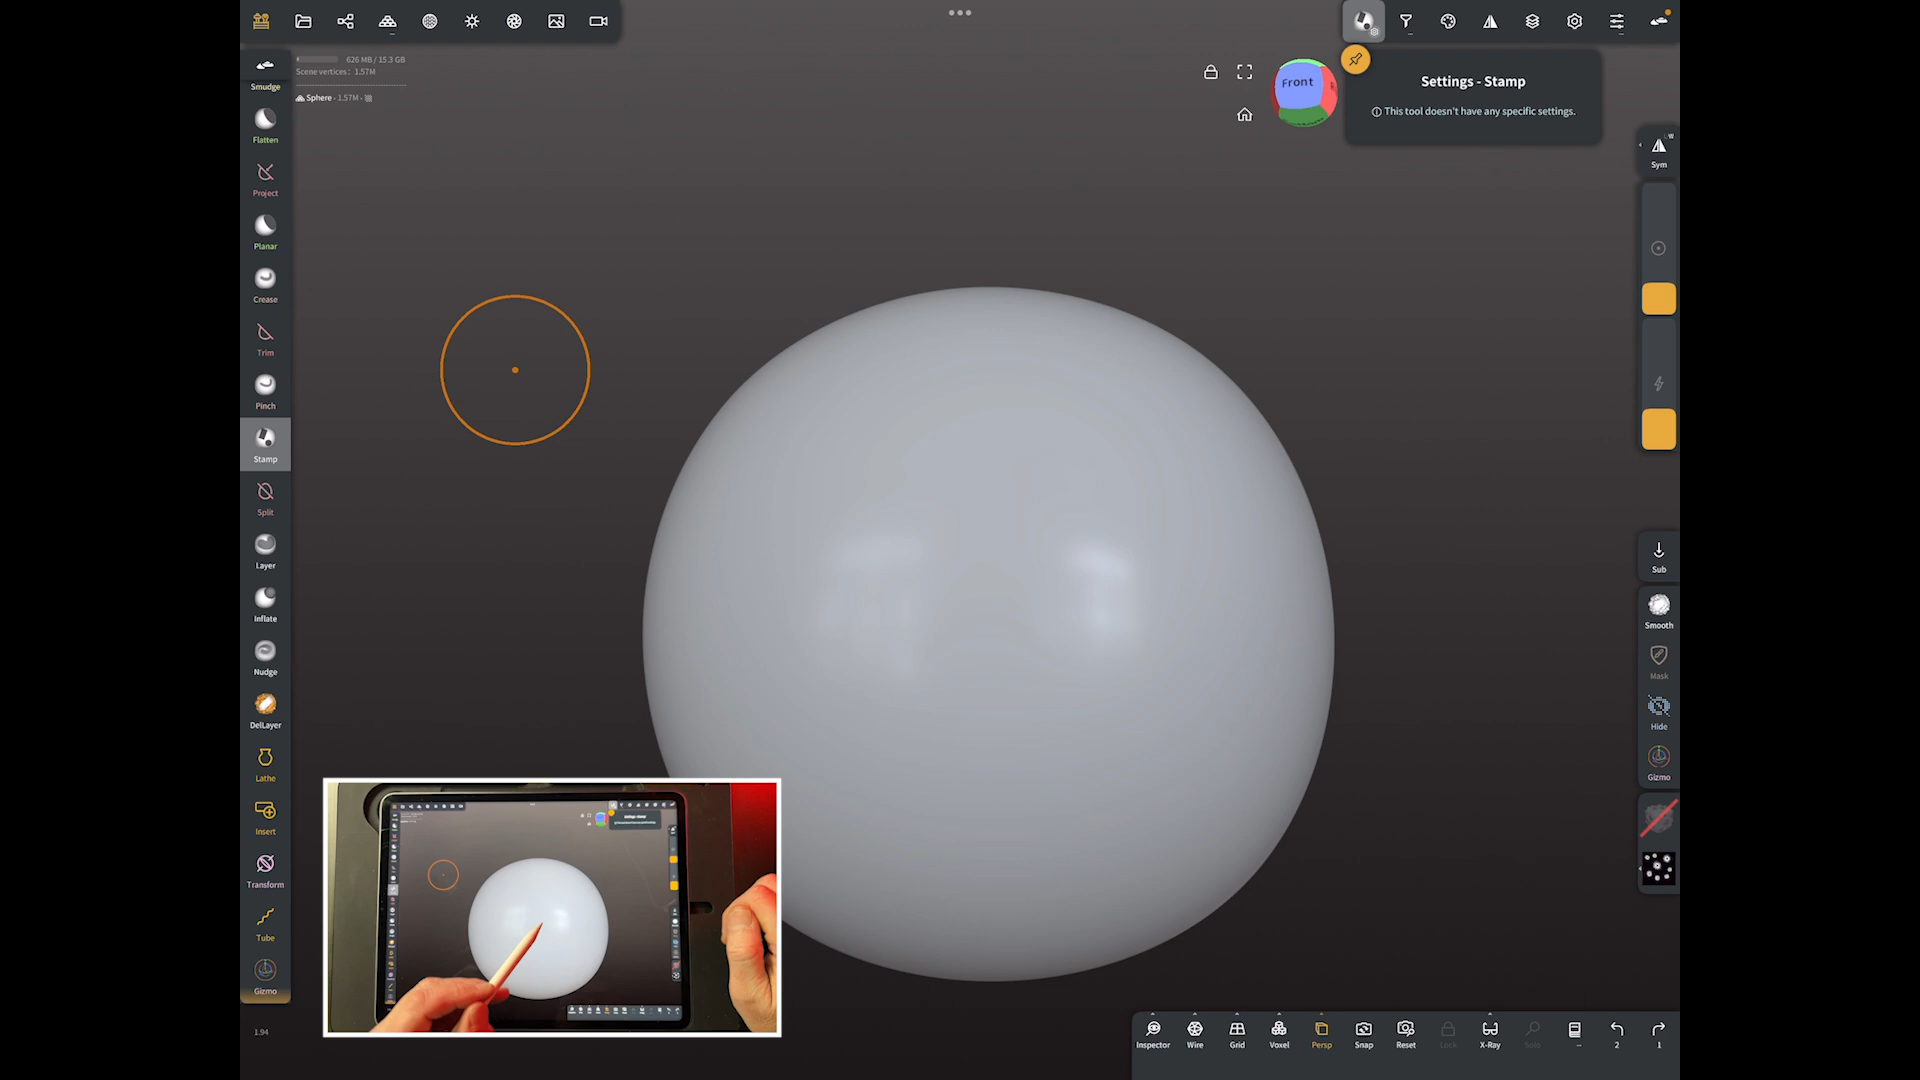 626 MB / 15.3 GB
Scene vertices : 1.57M
Sphere - 1.57M -
Front
Settings - Stamp
This tool doesn't have any specific settings.
Smudge
Flatten
Project
Planar
Crease
Trim
Pinch
Stamp
Split
Layer
Inflate
Nudge
DelLayer
Lathe
Insert
Transform
Tube
Gizmo
1.94
Sym
Sub
Smooth
Mask
Hide
Gizmo
Inspector
Wire
Grid
Voxel
Persp
Snap
Reset
Lock
X-Ray
Solo
2
1